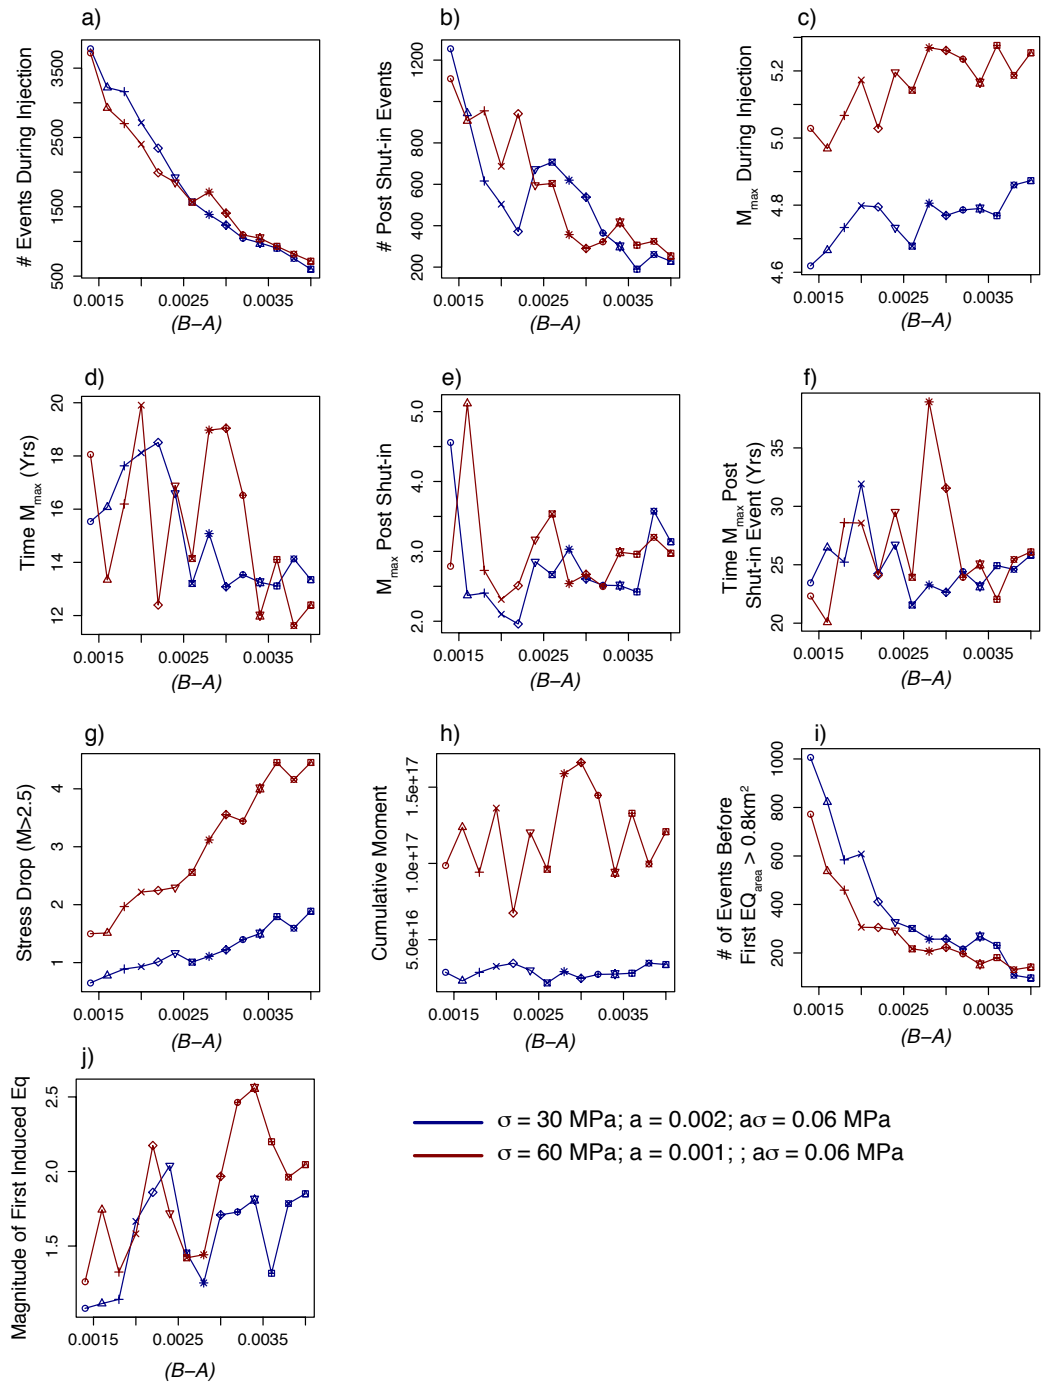 a)
# Events During Injection
500 1500 2500 3500
0.0015 0.0025 0.0035
(B−A)
b)
# Post Shut-in Events
200 400 600 800 1000 1200
0.0015 0.0025 0.0035
(B−A)
c)
Mmax During Injection
4.6 4.8 5.0 5.2
0.0015 0.0025 0.0035
(B−A)
d)
Time Mmax (Yrs)
12 14 16 18 20
0.0015 0.0025 0.0035
(B−A)
e)
Mmax Post Shut-in
2.0 3.0 4.0 5.0
0.0015 0.0025 0.0035
(B−A)
f)
Time Mmax Post
Shut-in Event (Yrs)
20 25 30 35
0.0015 0.0025 0.0035
(B−A)
g)
Stress Drop (M>2.5)
1 2 3 4
0.0015 0.0025 0.0035
(B−A)
h)
Cumulative Moment
5.0e+16 1.0e+17 1.5e+17
0.0015 0.0025 0.0035
(B−A)
i)
# of Events Before
First EQarea > 0.8km²
200 400 600 800 1000
0.0015 0.0025 0.0035
(B−A)
j)
Magnitude of First Induced Eq
1.5 2.0 2.5
0.0015 0.0025 0.0035
(B−A)
σ = 30 MPa; a = 0.002; aσ = 0.06 MPa
σ = 60 MPa; a = 0.001; ; aσ = 0.06 MPa